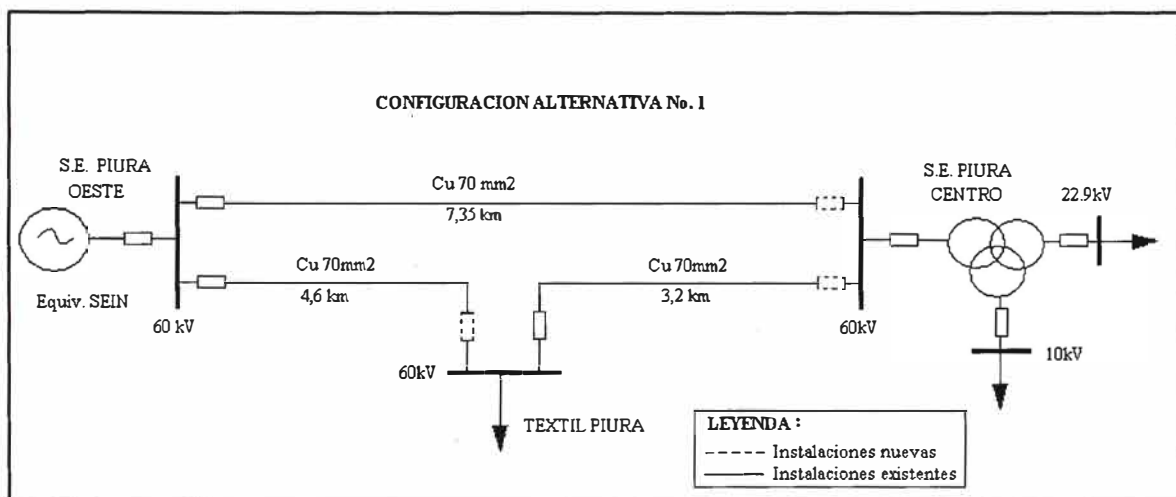 CONFIGURACION ALTERNATIVA No. 1
S.E. PIURA
OESTE
S.E. PIURA
CENTRO
22.9kV
Cu 70 mm2
7,35 km
Cu 70mm2
4,6 km
Cu 70mm2
3,2 km
Equiv. SEIN
60 kV
60kV
60kV
10kV
TEXTIL PIURA
LEYENDA :
Instalaciones nuevas
Instalaciones existentes